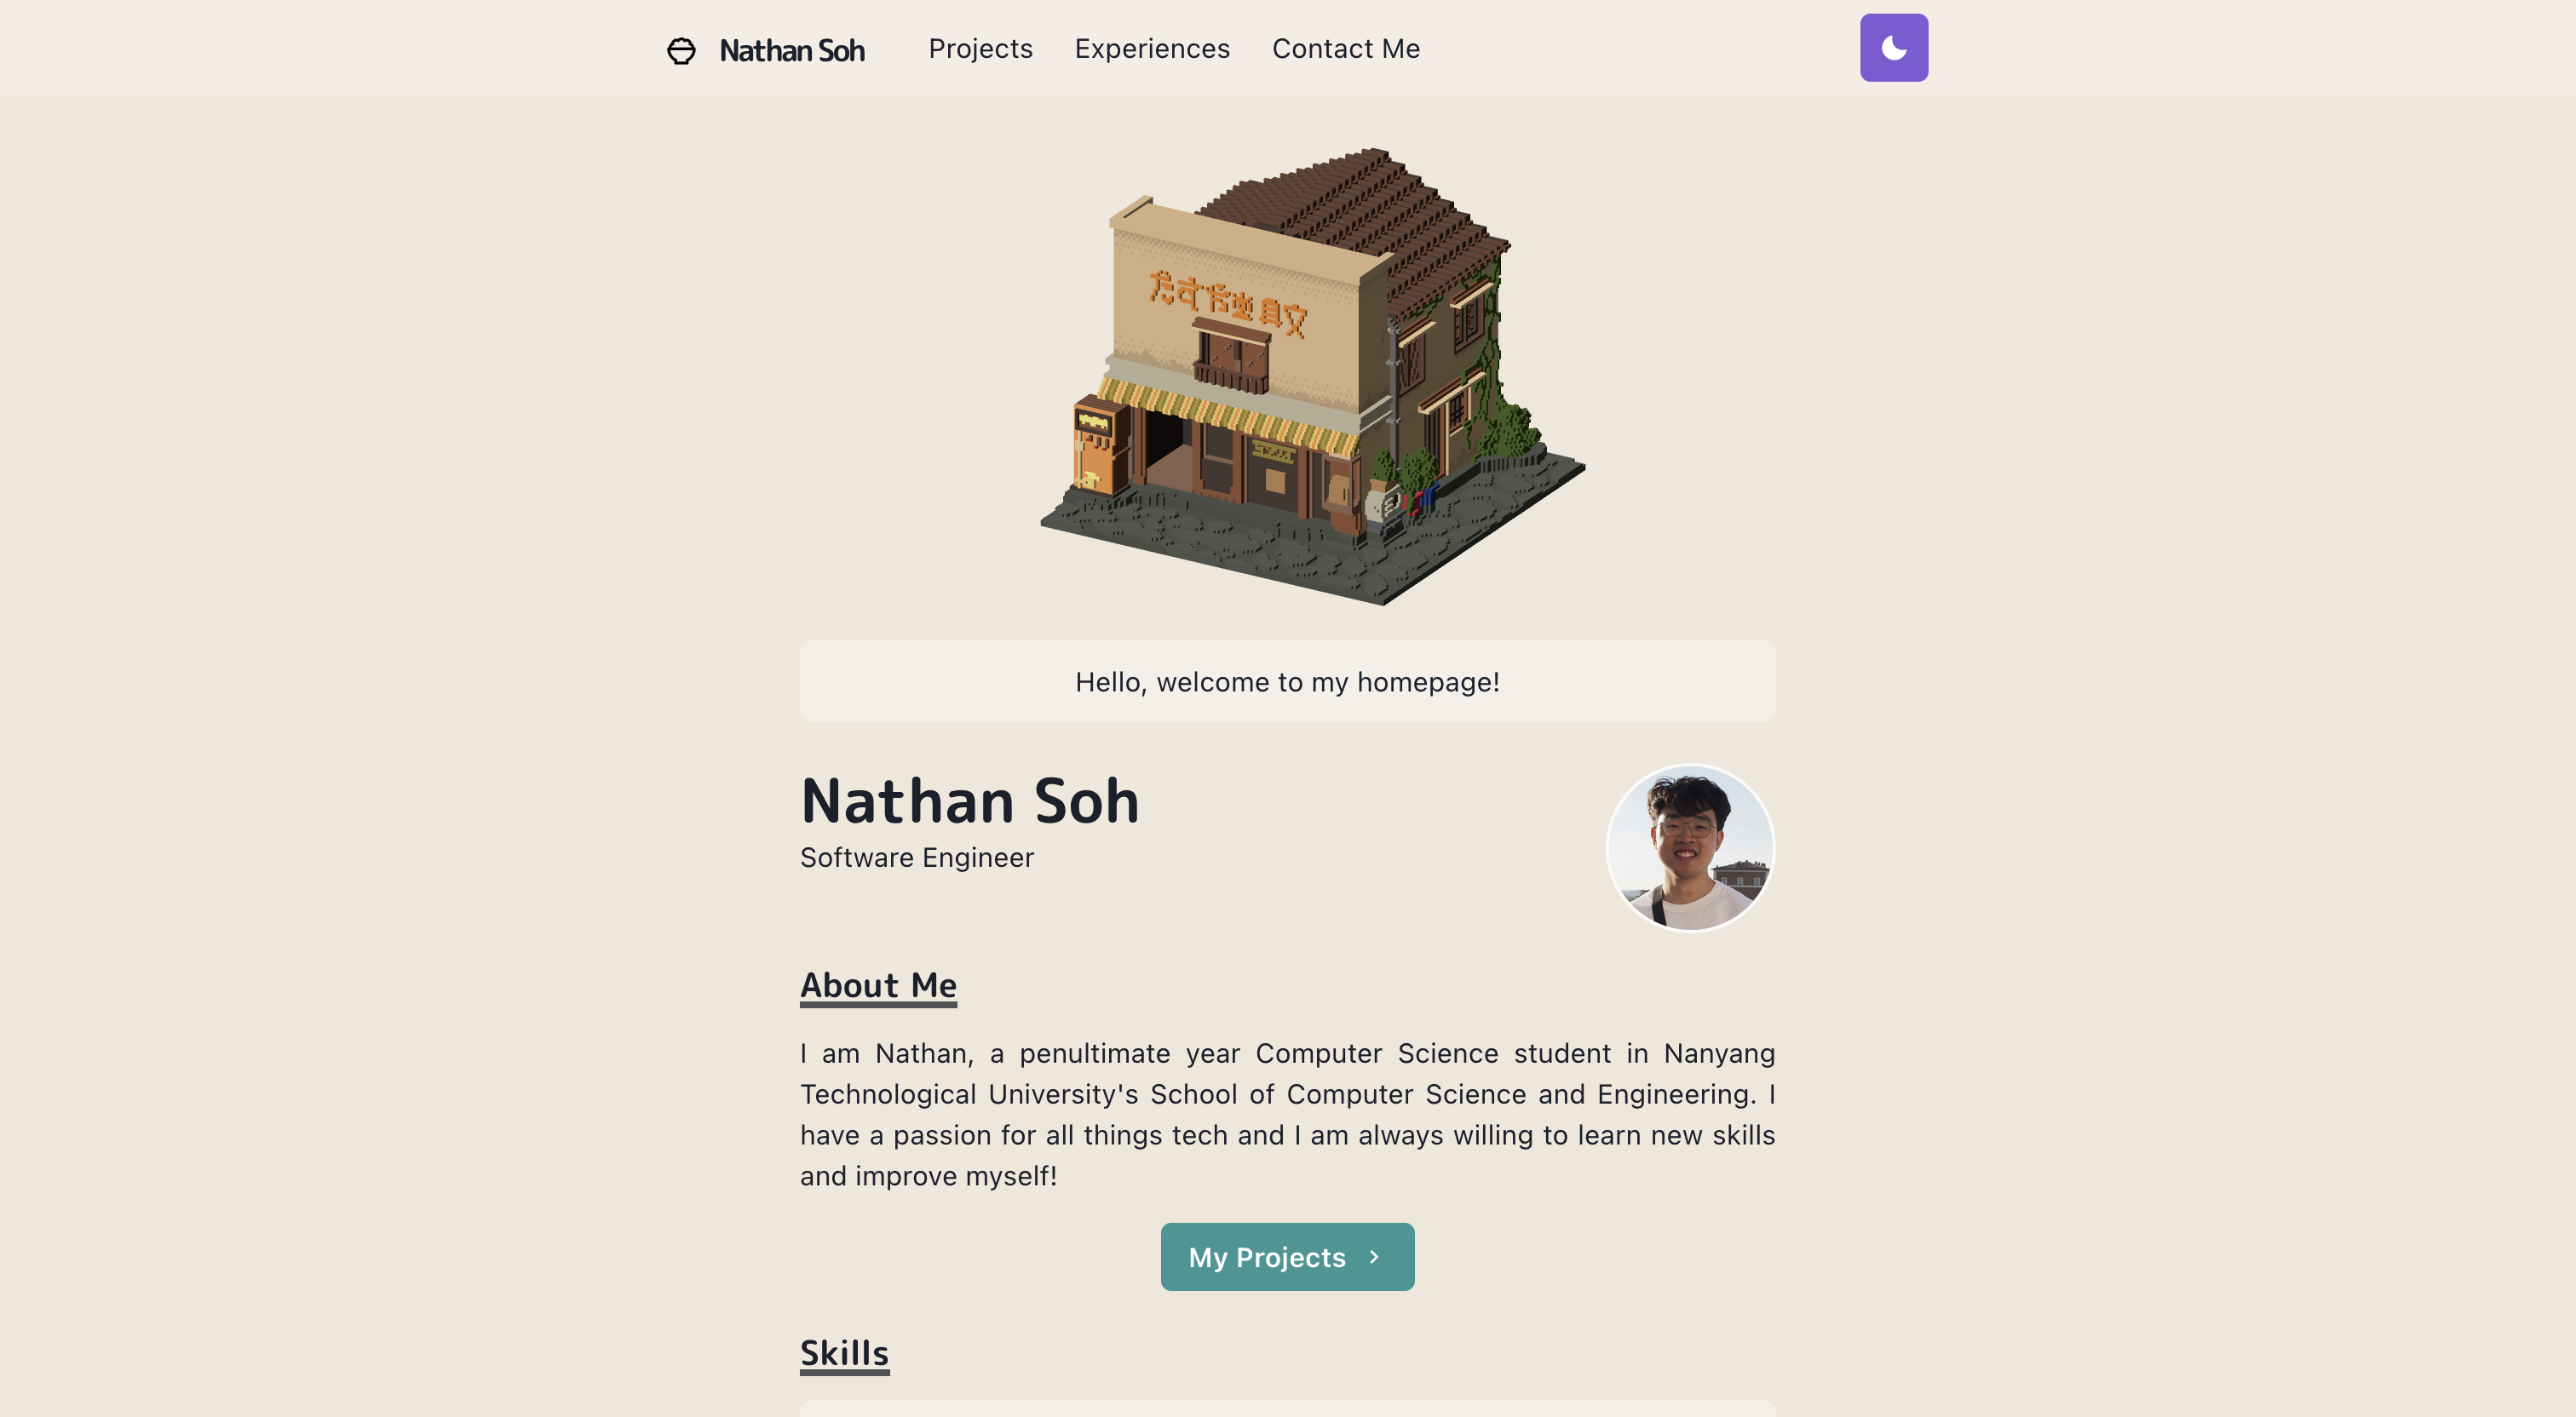 Nathan Soh
Projects
Experiences
Contact Me
Hello, welcome to my homepage!
Nathan Soh
Software Engineer
About Me
I am Nathan, a penultimate year Computer Science student in Nanyang
Technological University's School of Computer Science and Engineering. I
have a passion for all things tech and I am always willing to learn new skills
and improve myself!
My Projects
Skills